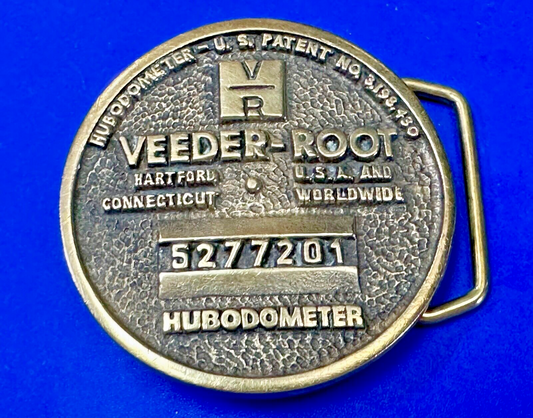 HUBODOMETER - U. S. PATENT NO. 3,198,430
V
R
VEEDER-ROOT
HARTFORD, CONNECTICUT
U.S.A. AND WORLDWIDE
5277201
HUBODOMETER